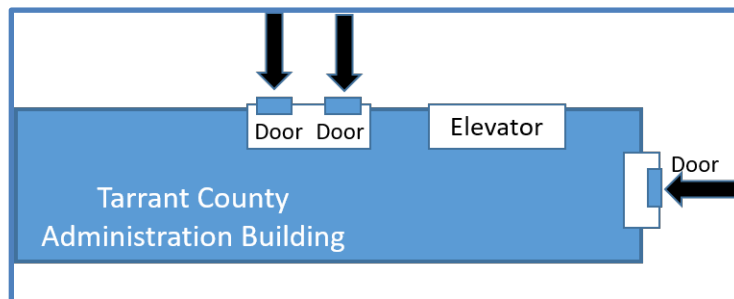 Door Door
Elevator
Door
Tarrant County
Administration Building